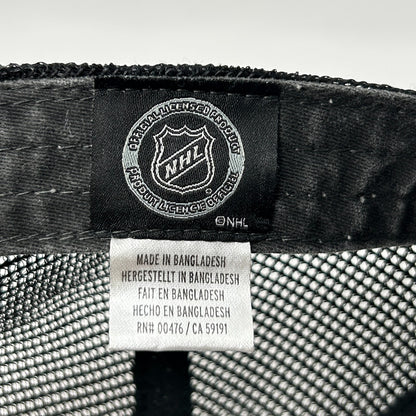 OFFICIAL LICENSED PRODUCT
NHL
PRODUIT LICENCIÉ OFFICIEL
©NHL
MADE IN BANGLADESH
HERGESTELLT IN BANGLADESH
FAIT EN BANGLADESH
HECHO EN BANGLADESH
RN# 00476 / CA 59191